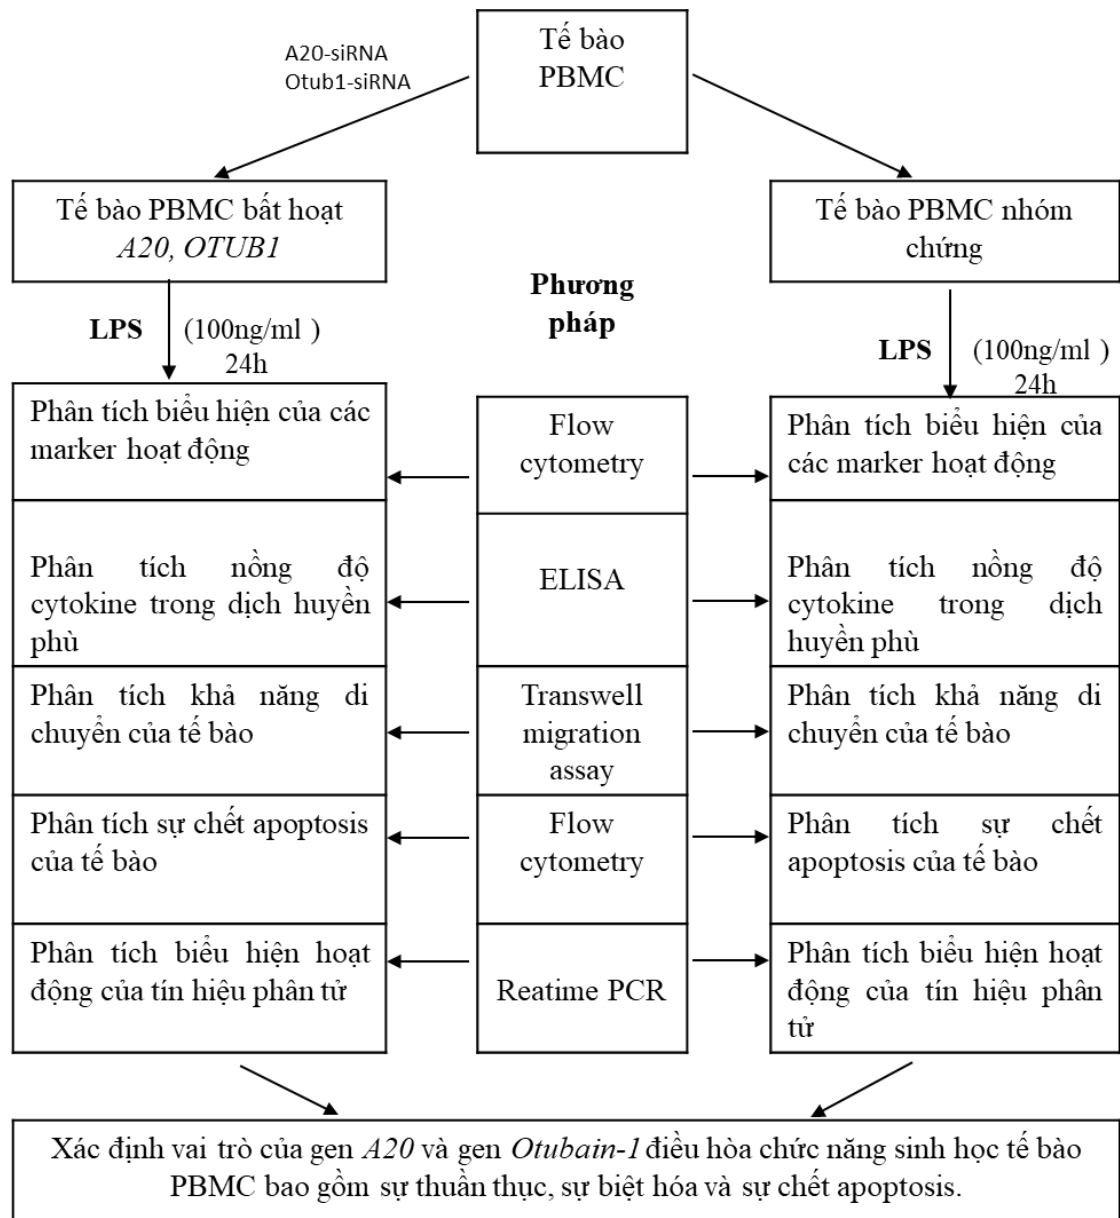 Tế bào
PBMC
A20-siRNA
Otub1-siRNA
Tế bào PBMC bất hoạt
A20, OTUB1
Tế bào PBMC nhóm
chứng
Phương
pháp
LPS (100ng/ml )
24h
LPS (100ng/ml )
24h
Phân tích biểu hiện của các
marker hoạt động
Flow
cytometry
Phân tích biểu hiện của
các marker hoạt động
Phân tích nồng độ
cytokine trong dịch huyền
phù
ELISA
Phân tích nồng độ
cytokine trong dịch
huyền phù
Phân tích khả năng di
chuyển của tế bào
Transwell
migration
assay
Phân tích khả năng di
chuyển của tế bào
Phân tích sự chết apoptosis
của tế bào
Flow
cytometry
Phân tích sự chết
apoptosis của tế bào
Phân tích biểu hiện hoạt
động của tín hiệu phân tử
Reatime PCR
Phân tích biểu hiện hoạt
động của tín hiệu phân
tử
Xác định vai trò của gen A20 và gen Otubain-1 điều hòa chức năng sinh học tế bào
PBMC bao gồm sự thuần thục, sự biệt hóa và sự chết apoptosis.